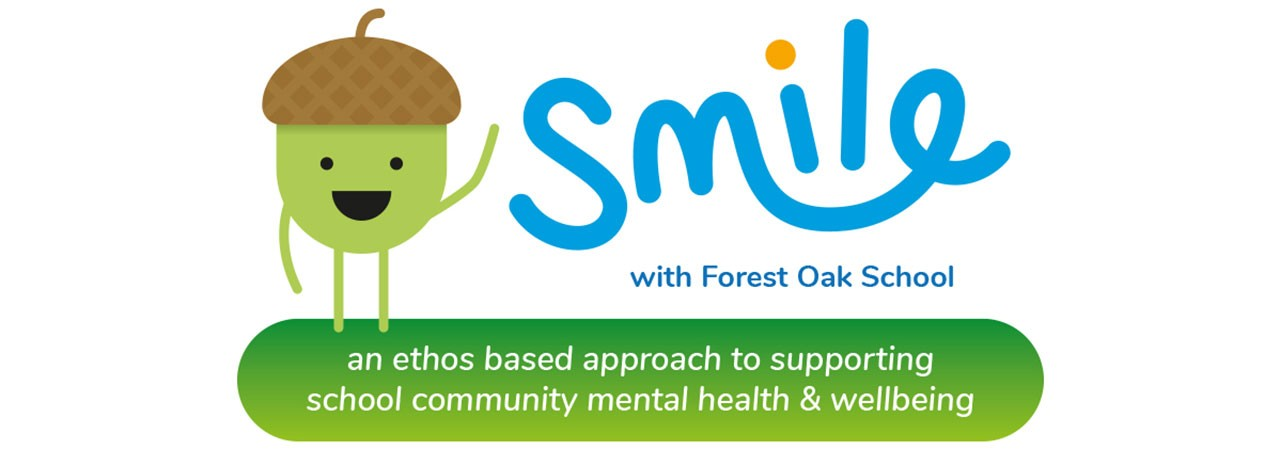 Smile
with Forest Oak School
an ethos based approach to supporting
school community mental health & wellbeing